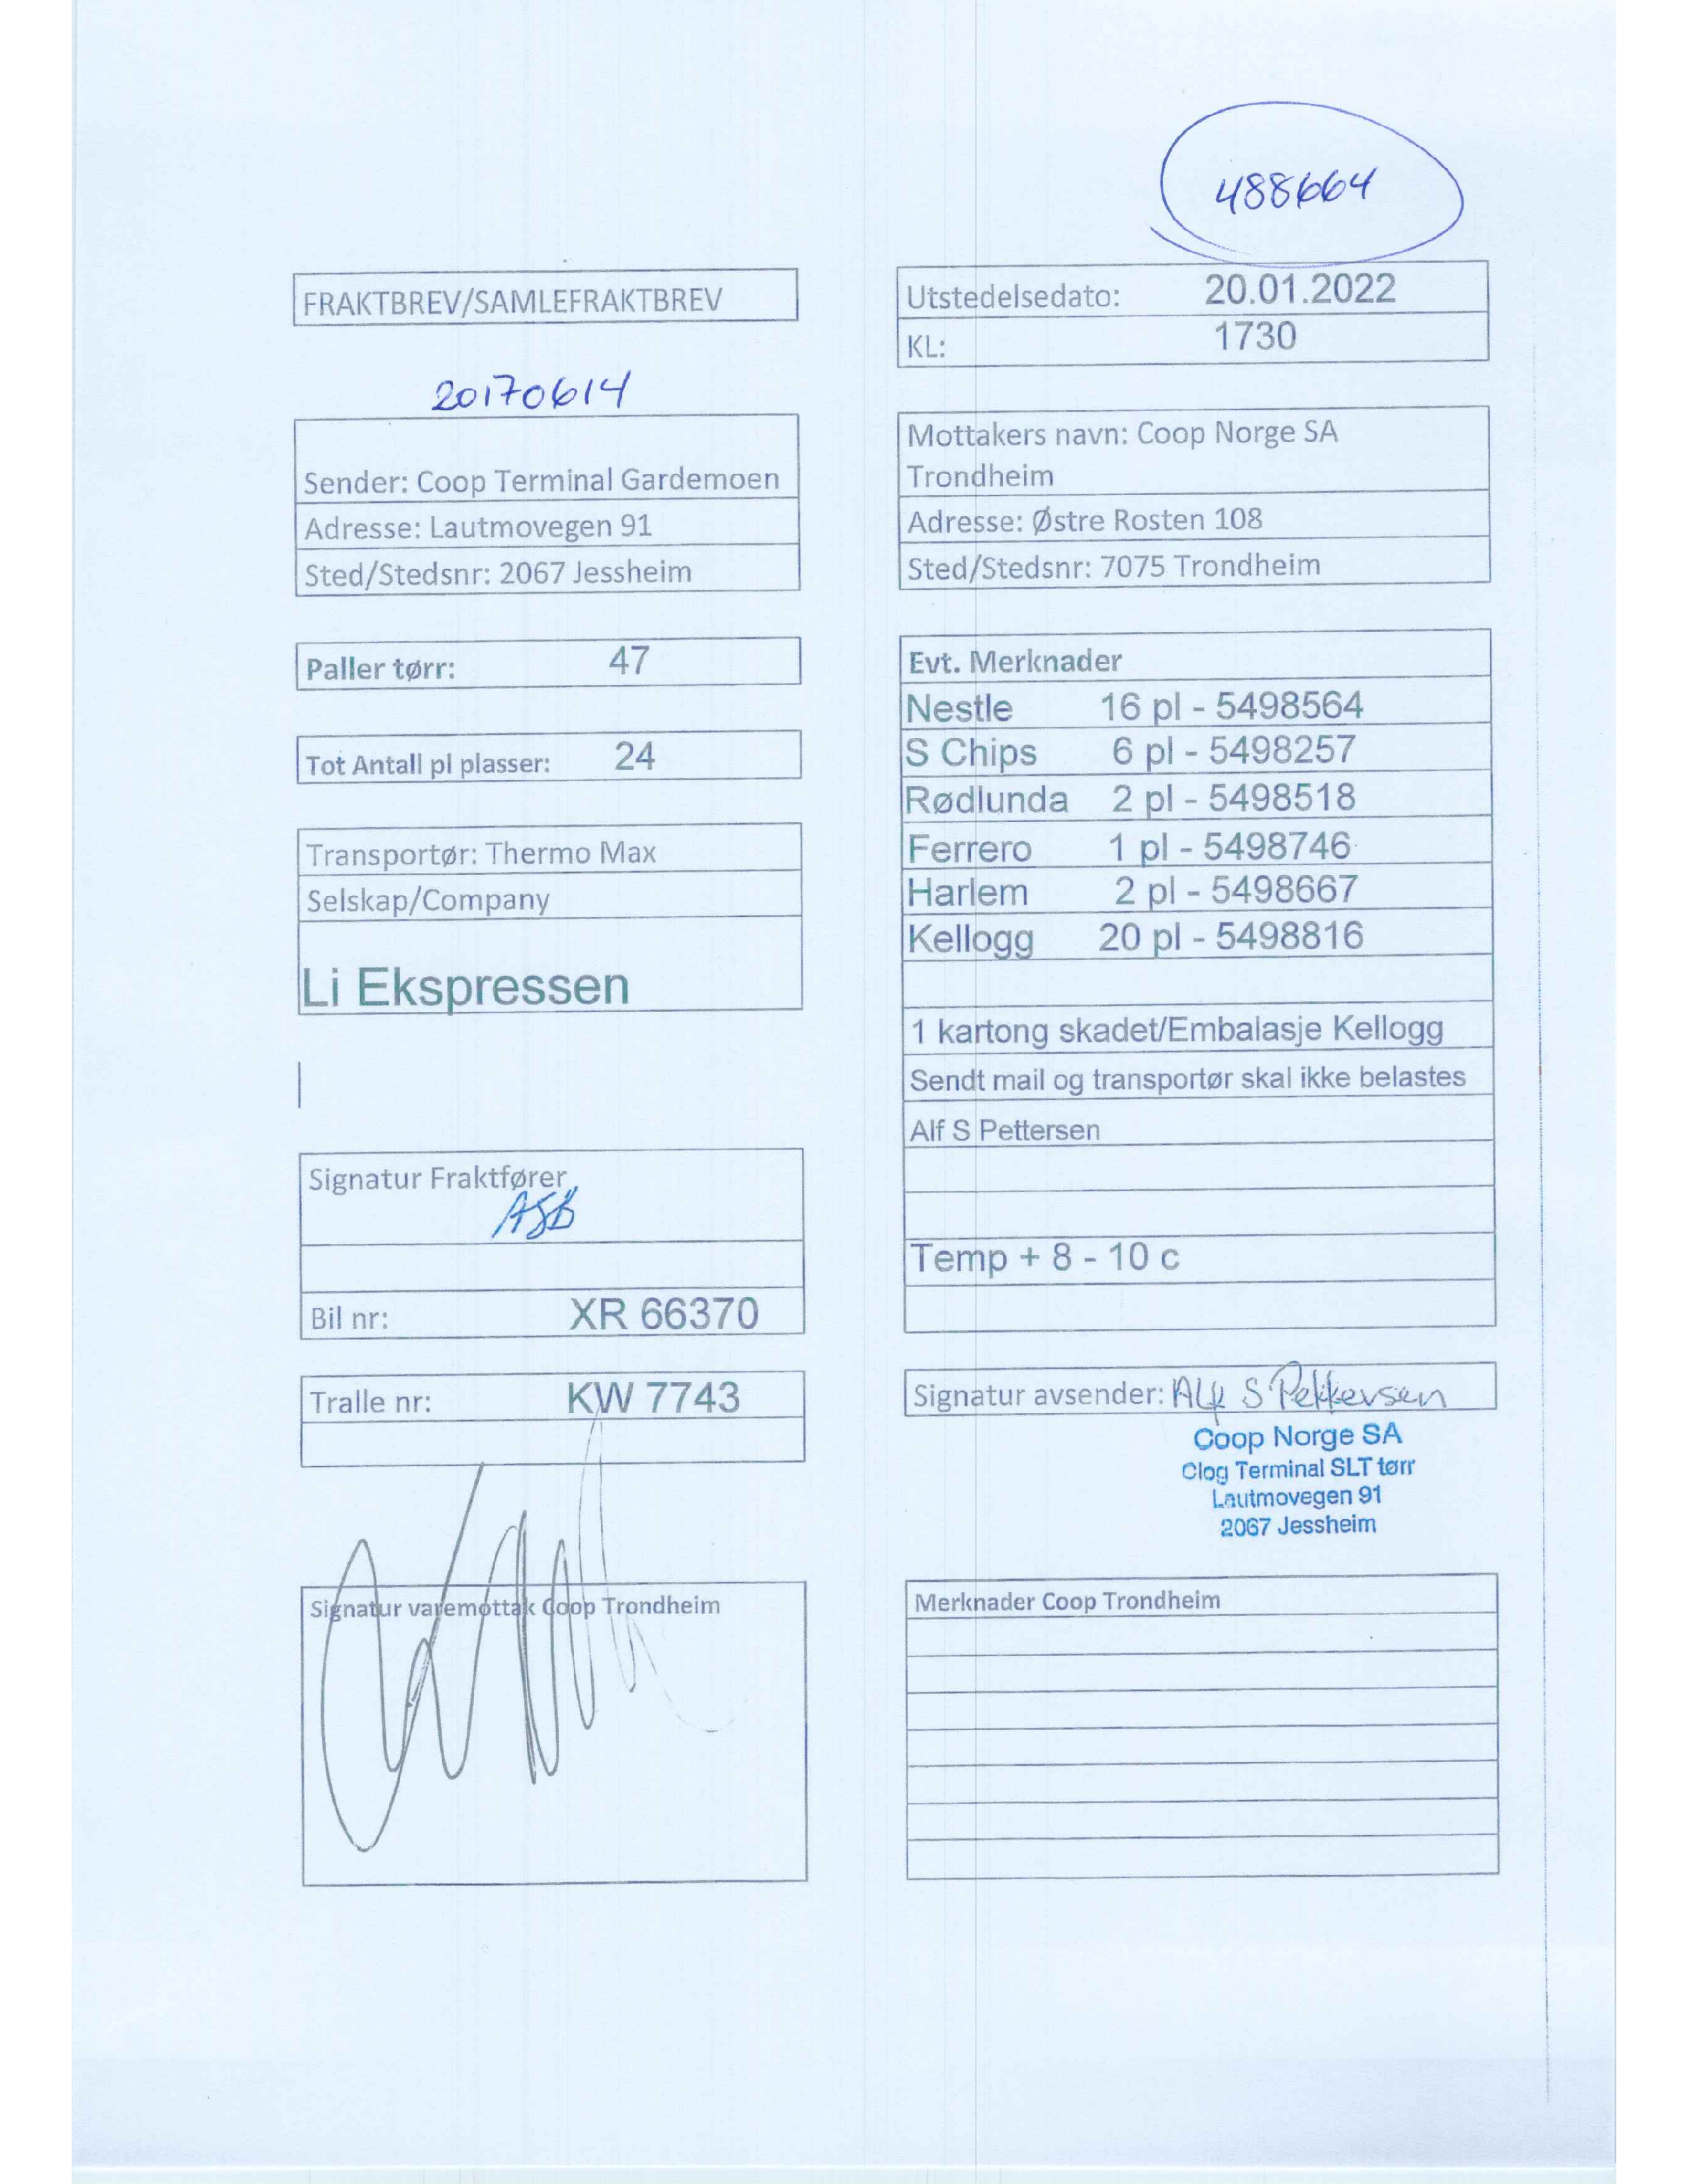 488664
FRAKTBREV/SAMLEFRAKTBREV
Utstedelsedato: 20.01.2022
KL: 1730
20170614
Sender: Coop Terminal Gardemoen
Adresse: Lautmovegen 91
Sted/Stedsnr: 2067 Jessheim
Mottakers navn: Coop Norge SA
Trondheim
Adresse: Østre Rosten 108
Sted/Stedsnr: 7075 Trondheim
Paller tørr: 47
Tot Antall pl plasser: 24
Transportør: Thermo Max
Selskap/Company
Li Ekspressen
Evt. Merknader
Nestle 16 pl - 5498564
S Chips 6 pl - 5498257
Rødlunda 2 pl - 5498518
Ferrero 1 pl - 5498746
Harlem 2 pl - 5498667
Kellogg 20 pl - 5498816
1 kartong skadet/Embalasje Kellogg
Sendt mail og transportør skal ikke belastes
Alf S Pettersen
Temp + 8 - 10 c
Signatur Fraktfører
Bil nr: XR 66370
Tralle nr: KW 7743
Signatur avsender: Alf S Pettersen
Coop Norge SA
Clog Terminal SLT tørr
Lautmovegen 91
2067 Jessheim
Signatur varemottak Coop Trondheim
Merknader Coop Trondheim